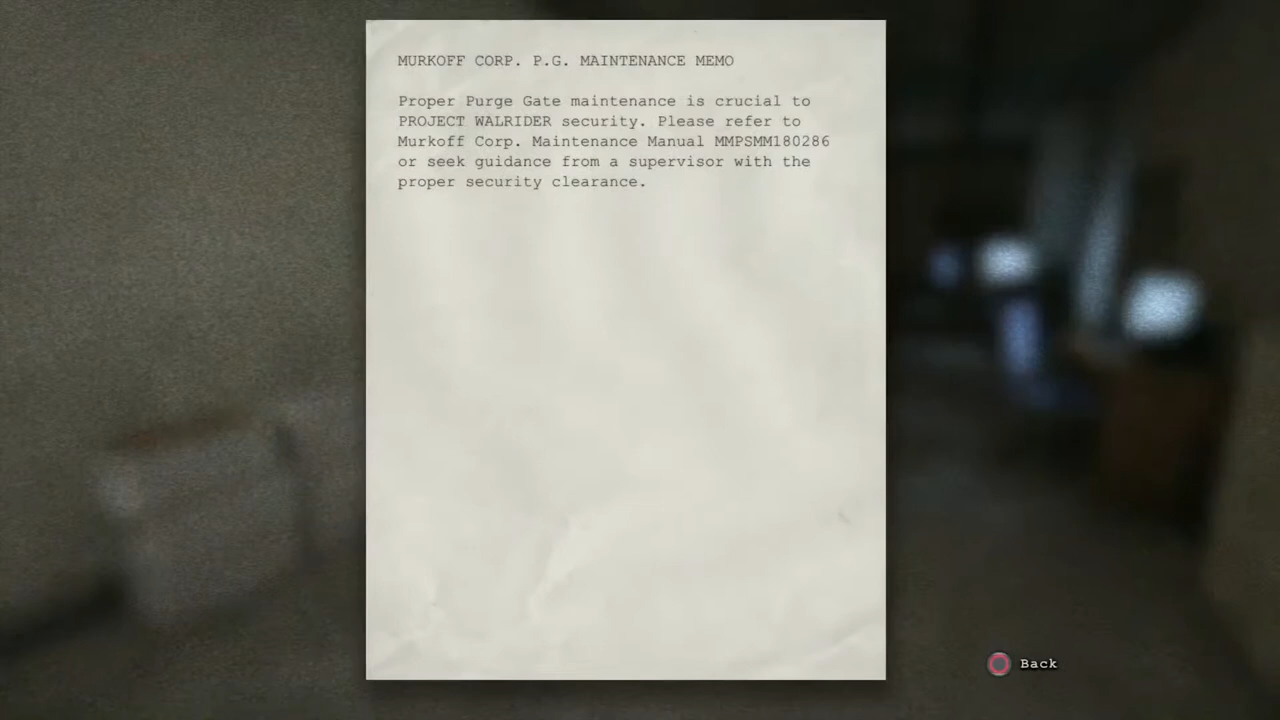 MURKOFF CORP. P.G. MAINTENANCE MEMO
Proper Purge Gate maintenance is crucial to
PROJECT WALRIDER security. Please refer to
Murkoff Corp. Maintenance Manual MMPSMM180286
or seek guidance from a supervisor with the
proper security clearance.
Back